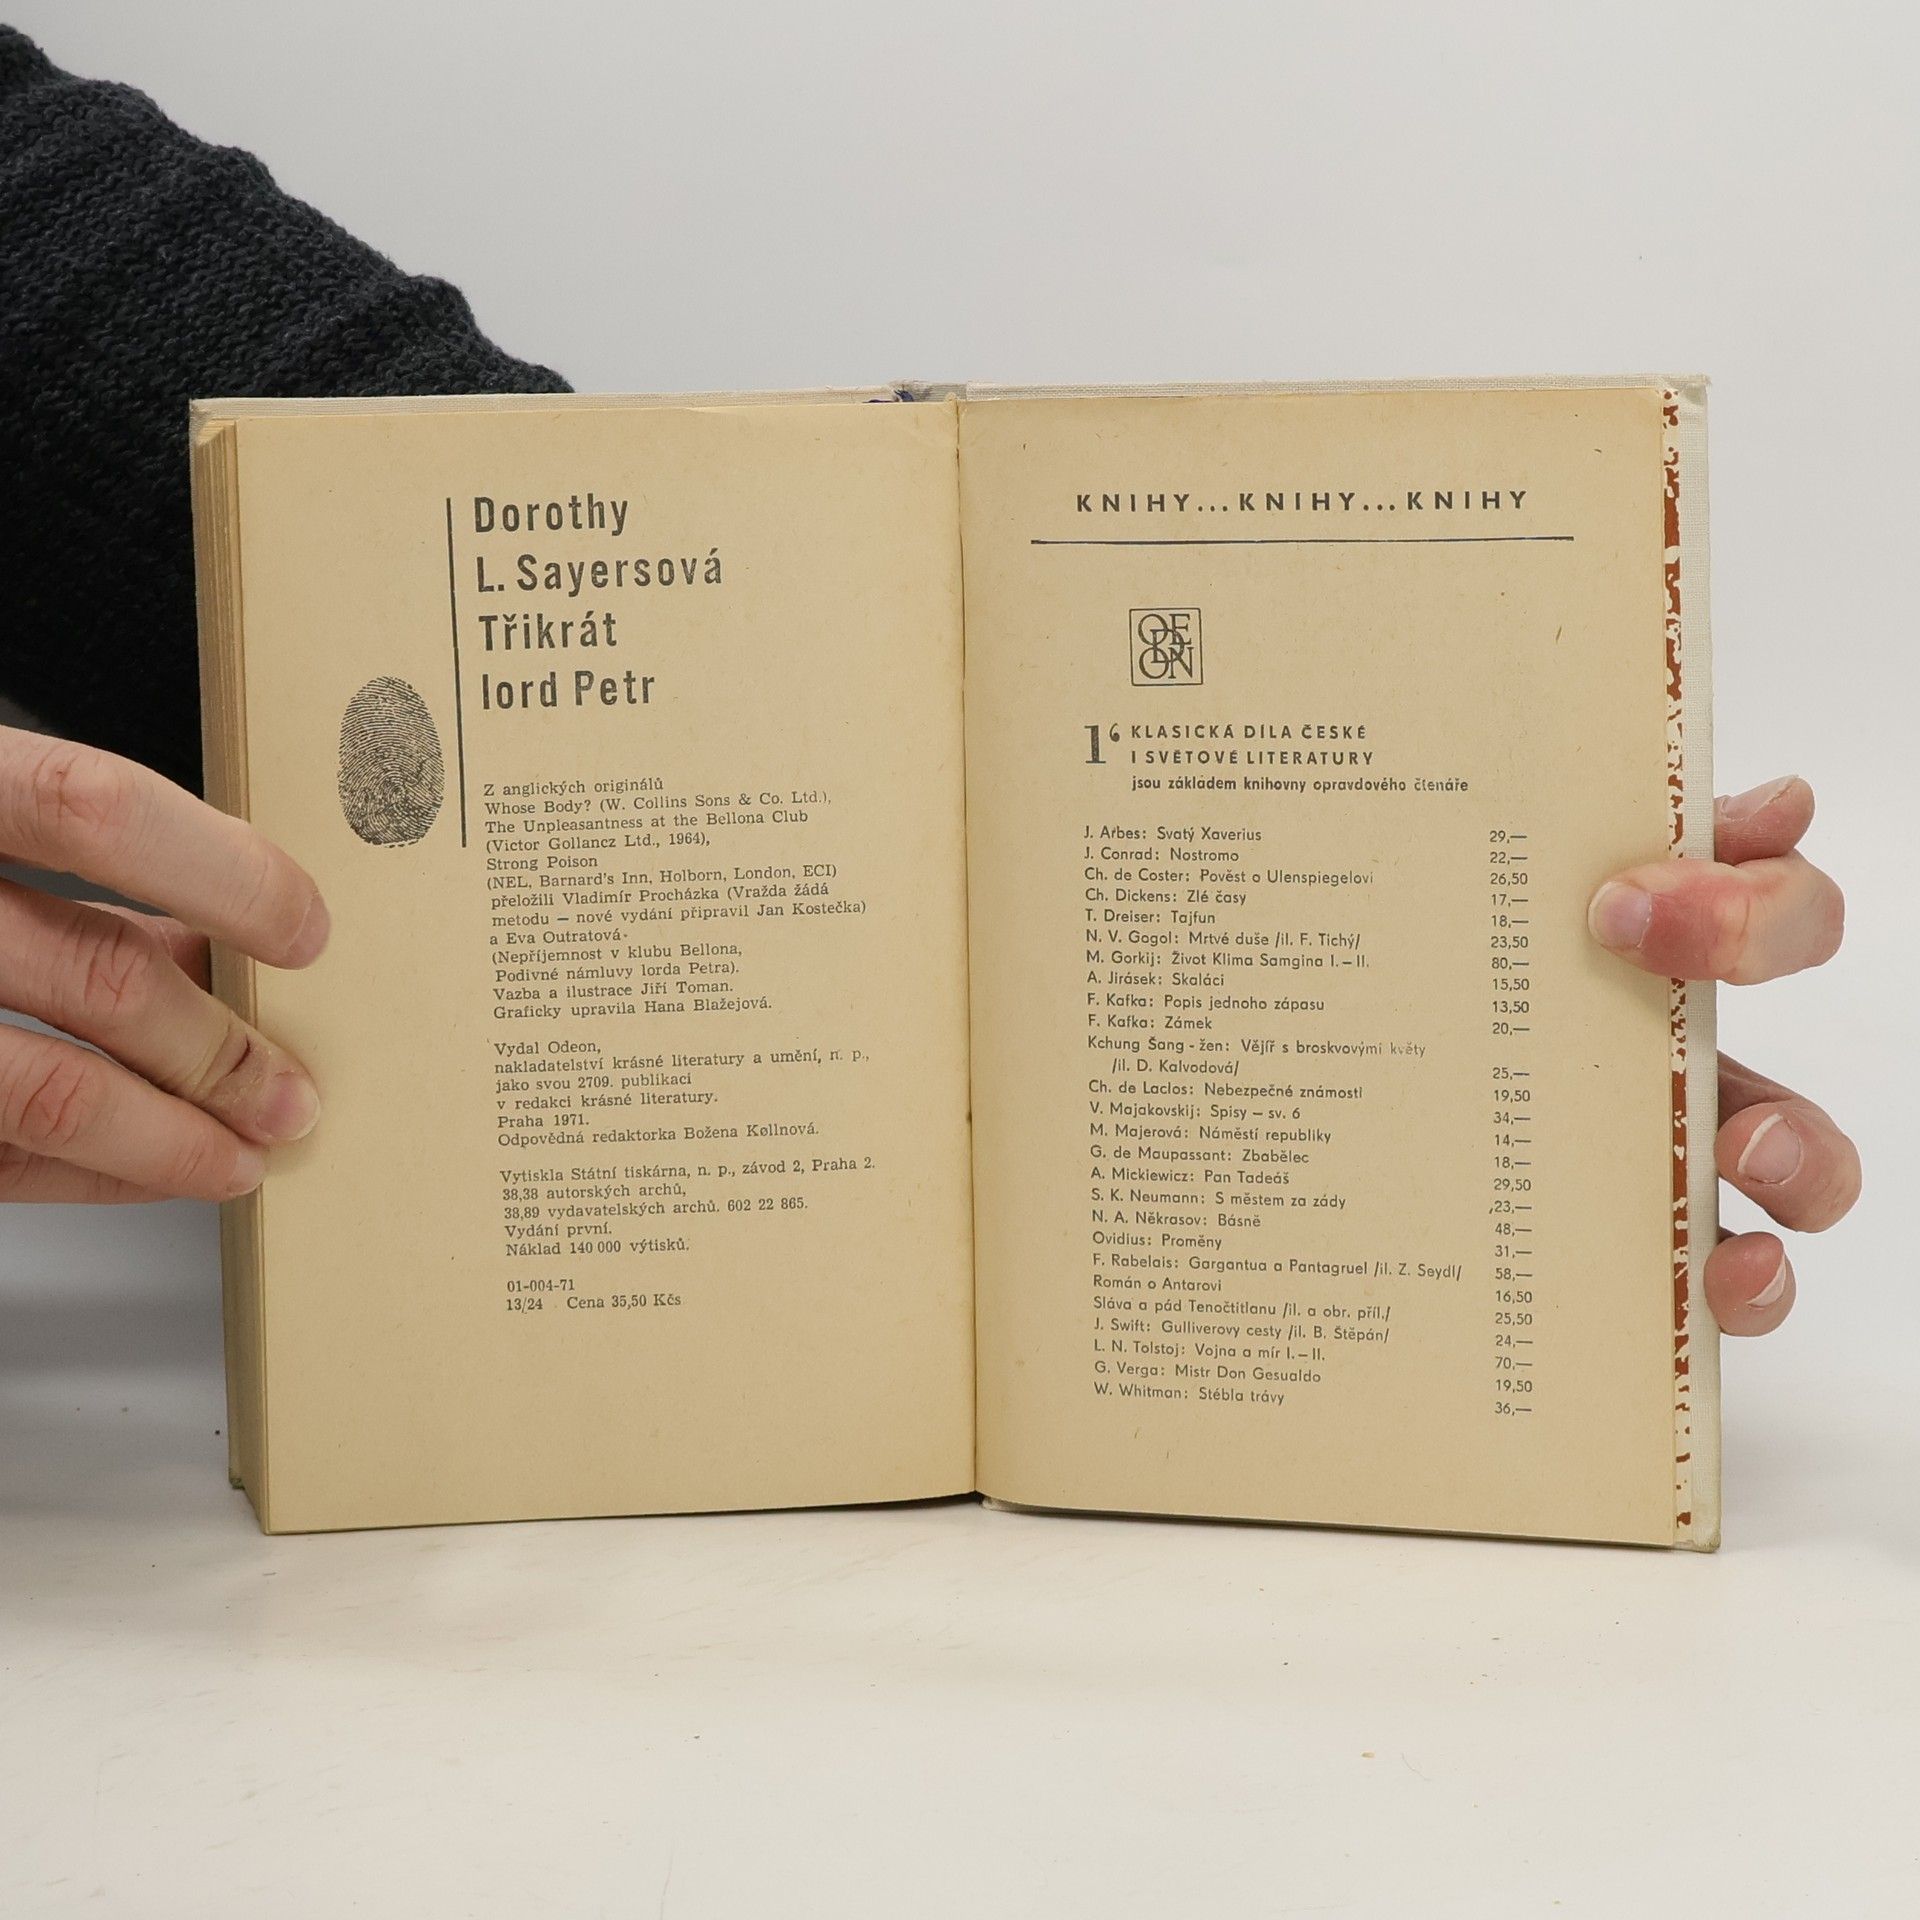 Dorothy
L. Sayersová
Třikrát
lord Petr
Z anglických originálů
Whose Body? (W. Collins Sons & Co. Ltd.),
The Unpleasantness at the Bellona Club
(Victor Gollancz Ltd., 1964),
Strong Poison
(NEL, Barnard's Inn, Holborn, London, ECI)
přeložili Vladimír Procházka (Vražda žádá
metodu — nové vydání připravil Jan Kostečka)
a Eva Outratová
(Nepříjemnost v klubu Bellona,
Podivné námluvy lorda Petra).
Vazba a ilustrace Jiří Toman.
Graficky upravila Hana Blažejová.
Vydal Odeon,
nakladatelství krásné literatury a umění, n. p.,
jako svou 2709. publikaci
v redakci krásné literatury.
Praha 1971.
Odpovědná redaktorka Božena Køllnová.
Vytiskla Státní tiskárna, n. p., závod 2, Praha 2.
38,38 autorských archů,
38,89 vydavatelských archů. 602 22 865.
Vydání první.
Náklad 140 000 výtisků.
01-004-71
13/24 Cena 35,50 Kčs
KNIHY...KNIHY...KNIHY
ODEON
1 KLASICKÁ DÍLA ČESKÉ
I SVĚTOVÉ LITERATURY
jsou základem knihovny opravdového čtenáře
J. Arbes: Svatý Xaverius 29,—
J. Conrad: Nostromo 22,—
Ch. de Coster: Pověst o Ulenspiegelovi 26,50
Ch. Dickens: Zlé časy 17,—
T. Dreiser: Tajfun 18,—
N. V. Gogol: Mrtvé duše /il. F. Tichý/ 23,50
M. Gorkij: Život Klima Samgina I.–II. 80,—
A. Jirásek: Skaláci 15,50
F. Kafka: Popis jednoho zápasu 13,50
F. Kafka: Zámek 20,—
Kchung Šang-žen: Vějíř s broskvovými květy
/il. D. Kalvodová/ 25,—
Ch. de Laclos: Nebezpečné známosti 19,50
V. Majakovskij: Spisy – sv. 6 34,—
M. Majerová: Náměstí republiky 14,—
G. de Maupassant: Zbabělec 18,—
A. Mickiewicz: Pan Tadeáš 29,50
S. K. Neumann: S městem za zády 23,—
N. A. Někrasov: Básně 48,—
Ovidius: Proměny 31,—
F. Rabelais: Gargantua a Pantagruel /il. Z. Seydl/ 58,—
Román o Antarovi 16,50
Sláva a pád Tenočtitlanu /il. a obr. příl./ 25,50
J. Swift: Gulliverovy cesty /il. B. Štěpán/ 24,—
L. N. Tolstoj: Vojna a mír I.–II. 70,—
G. Verga: Mistr Don Gesualdo 19,50
W. Whitman: Stébla trávy 36,—